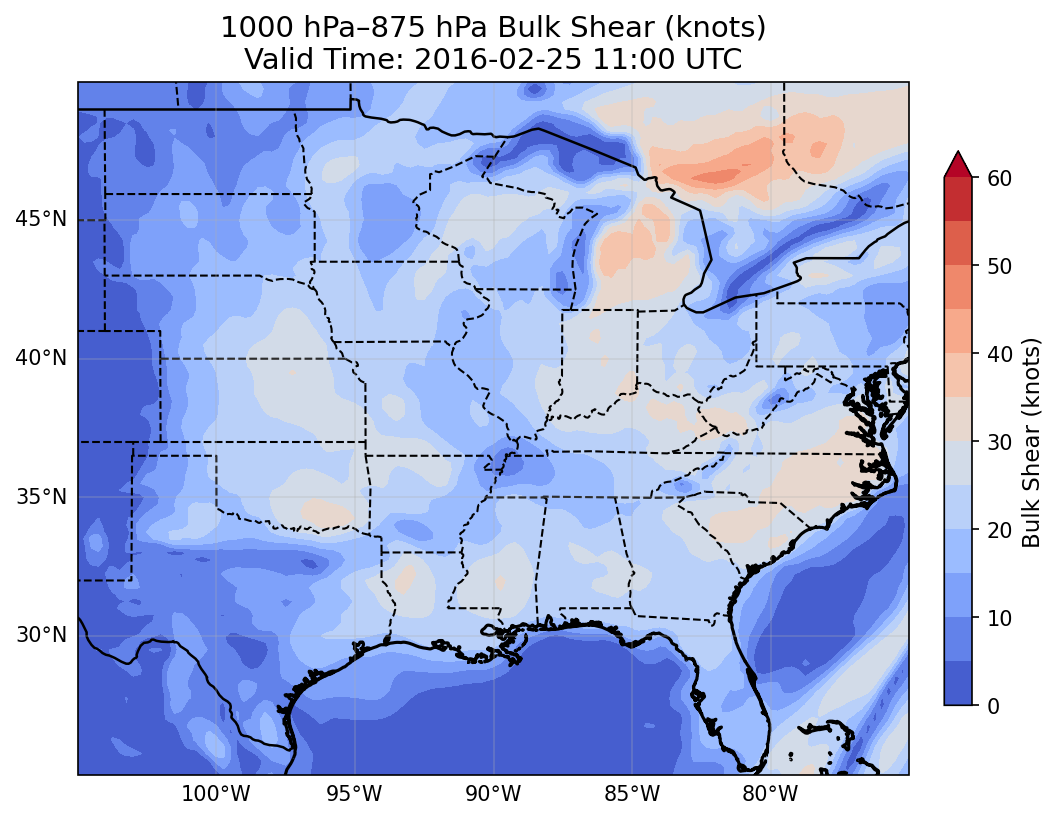 1000 hPa–875 hPa Bulk Shear (knots)
Valid Time: 2016-02-25 11:00 UTC
45°N
40°N
35°N
30°N
100°W
95°W
90°W
85°W
80°W
60
50
40
30
20
10
0
Bulk Shear (knots)